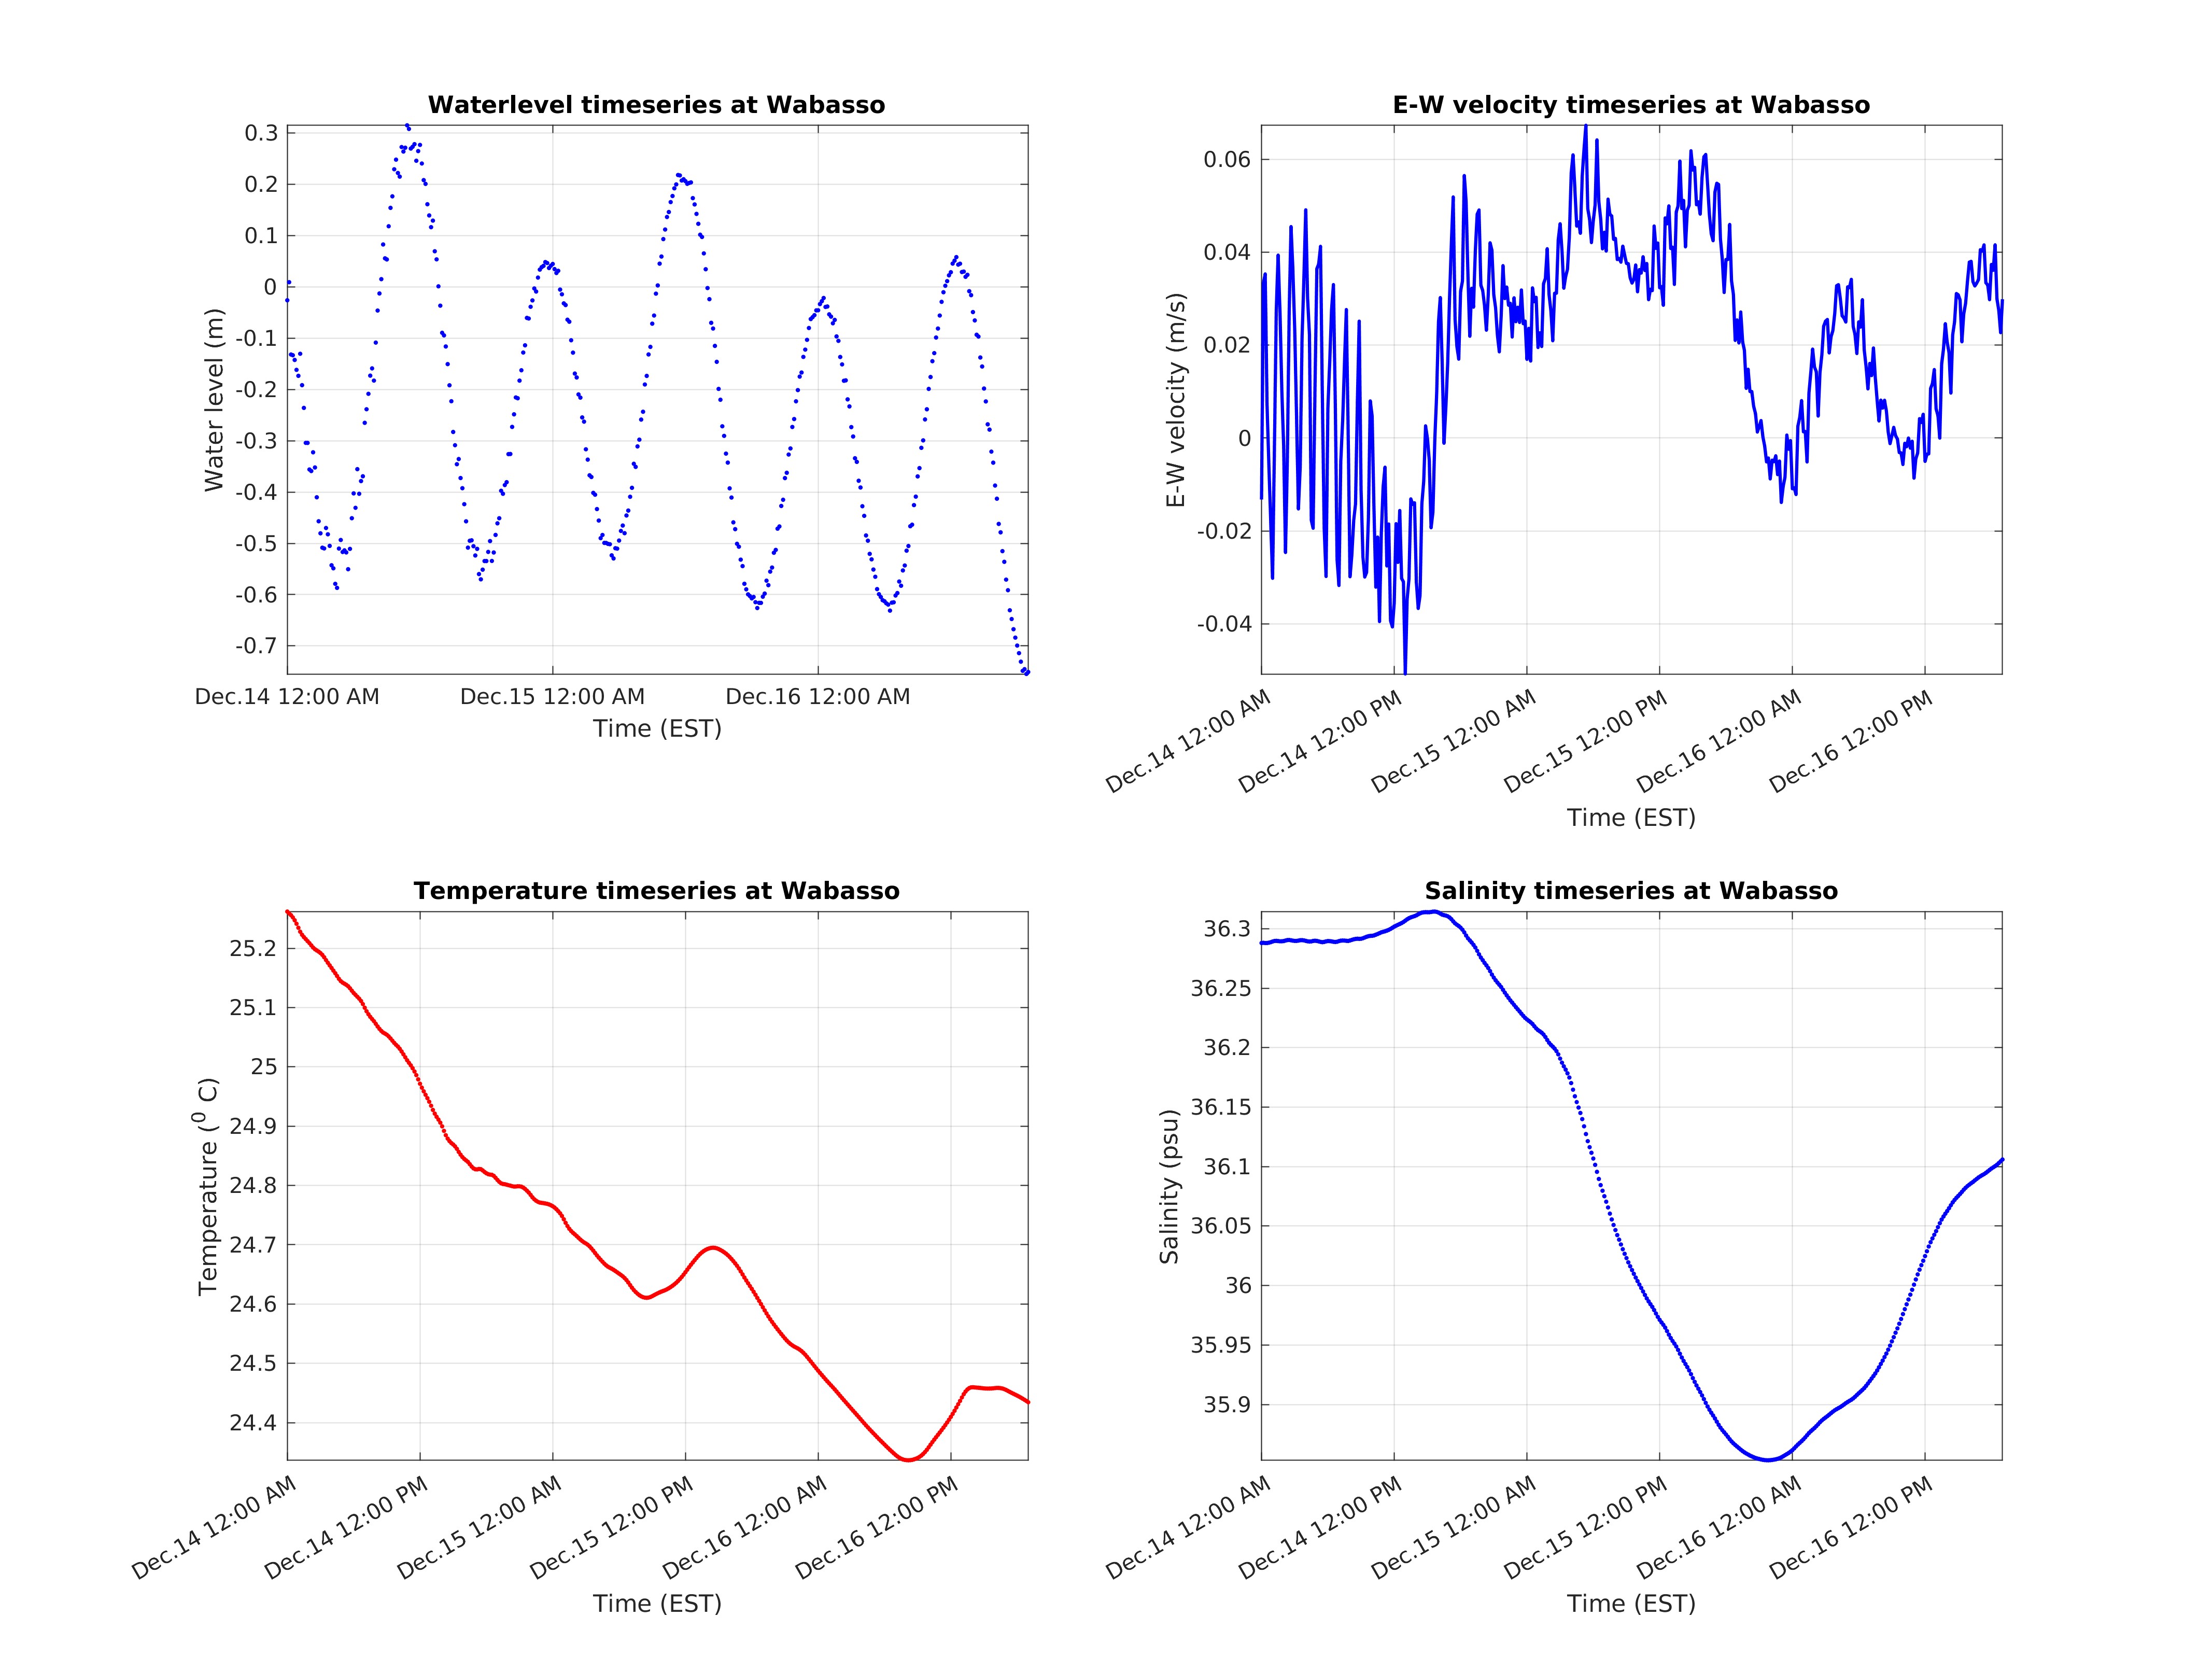 Waterlevel timeseries at Wabasso
0.3
0.2
0.1
0
-0.1
-0.2
-0.3
-0.4
-0.5
-0.6
-0.7
Water level (m)
Dec.14 12:00 AM
Dec.15 12:00 AM
Dec.16 12:00 AM
Time (EST)
E-W velocity timeseries at Wabasso
0.06
0.04
0.02
0
-0.02
-0.04
E-W velocity (m/s)
Dec.14 12:00 AM
Dec.14 12:00 PM
Dec.15 12:00 AM
Dec.15 12:00 PM
Dec.16 12:00 AM
Dec.16 12:00 PM
Time (EST)
Temperature timeseries at Wabasso
25.2
25.1
25
24.9
24.8
24.7
24.6
24.5
24.4
Temperature (⁰ C)
Dec.14 12:00 AM
Dec.14 12:00 PM
Dec.15 12:00 AM
Dec.15 12:00 PM
Dec.16 12:00 AM
Dec.16 12:00 PM
Time (EST)
Salinity timeseries at Wabasso
36.3
36.25
36.2
36.15
36.1
36.05
36
35.95
35.9
Salinity (psu)
Dec.14 12:00 AM
Dec.14 12:00 PM
Dec.15 12:00 AM
Dec.15 12:00 PM
Dec.16 12:00 AM
Dec.16 12:00 PM
Time (EST)